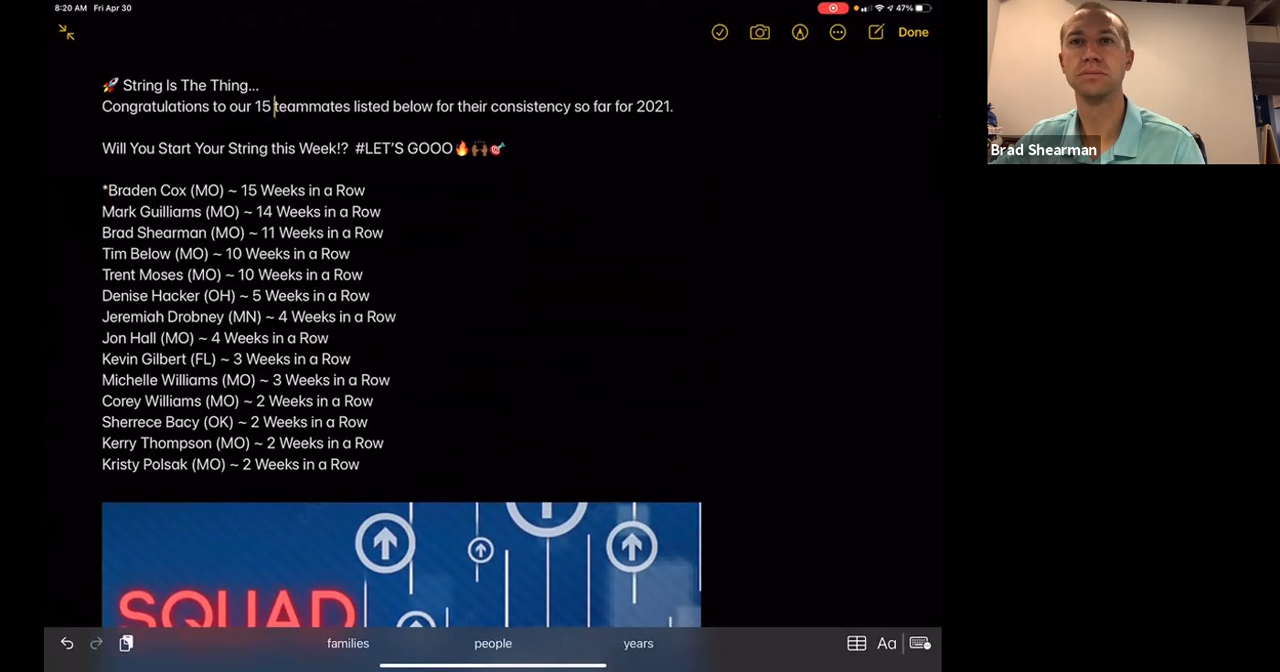 8:20 AM Fri Apr 30
47%
Done
🚀 String Is The Thing...
Congratulations to our 15 teammates listed below for their consistency so far for 2021.
Will You Start Your String this Week!? #LET'S GOOO🔥🙌🏾🎯
*Braden Cox (MO) ~ 15 Weeks in a Row
Mark Guilliams (MO) ~ 14 Weeks in a Row
Brad Shearman (MO) ~ 11 Weeks in a Row
Tim Below (MO) ~ 10 Weeks in a Row
Trent Moses (MO) ~ 10 Weeks in a Row
Denise Hacker (OH) ~ 5 Weeks in a Row
Jeremiah Drobney (MN) ~ 4 Weeks in a Row
Jon Hall (MO) ~ 4 Weeks in a Row
Kevin Gilbert (FL) ~ 3 Weeks in a Row
Michelle Williams (MO) ~ 3 Weeks in a Row
Corey Williams (MO) ~ 2 Weeks in a Row
Sherrece Bacy (OK) ~ 2 Weeks in a Row
Kerry Thompson (MO) ~ 2 Weeks in a Row
Kristy Polsak (MO) ~ 2 Weeks in a Row
SQUAD
families people years
Aa
Brad Shearman